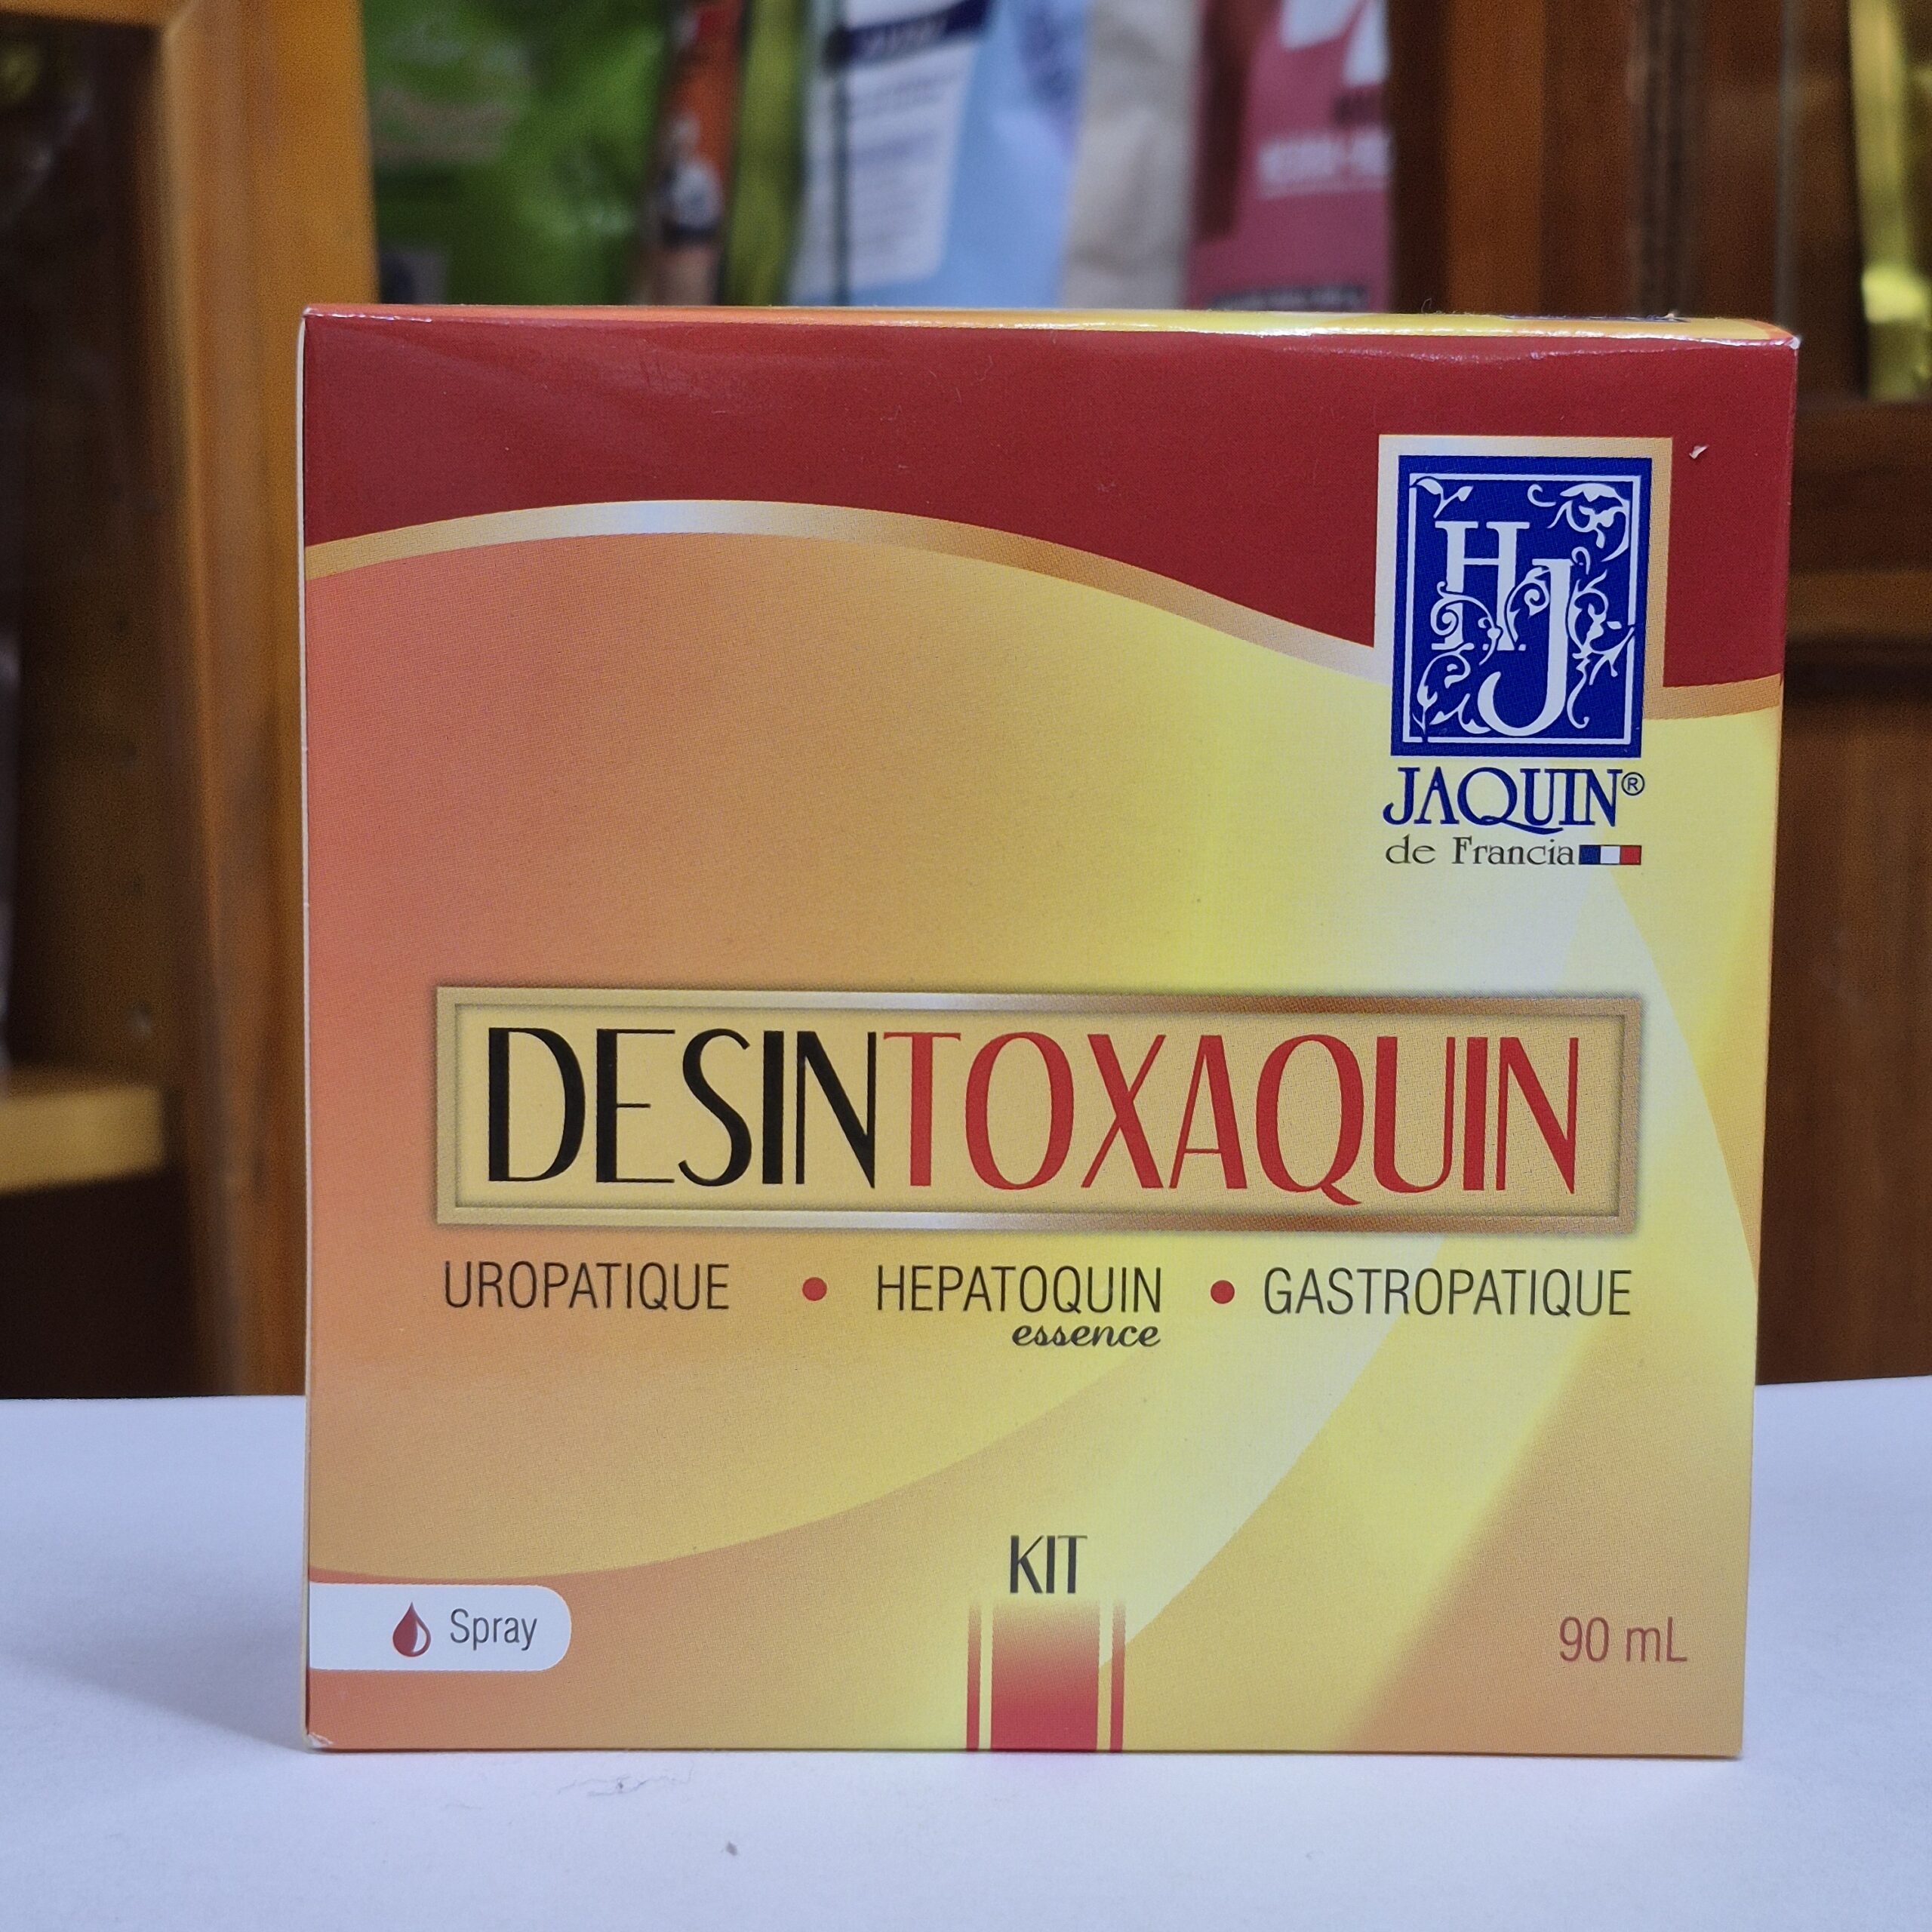 HJ
JAQUIN®
de Francia
DESINTOXAQUIN
UROPATIQUE • HEPATOQUIN • GASTROPATIQUE
essence
KIT
Spray
90 mL